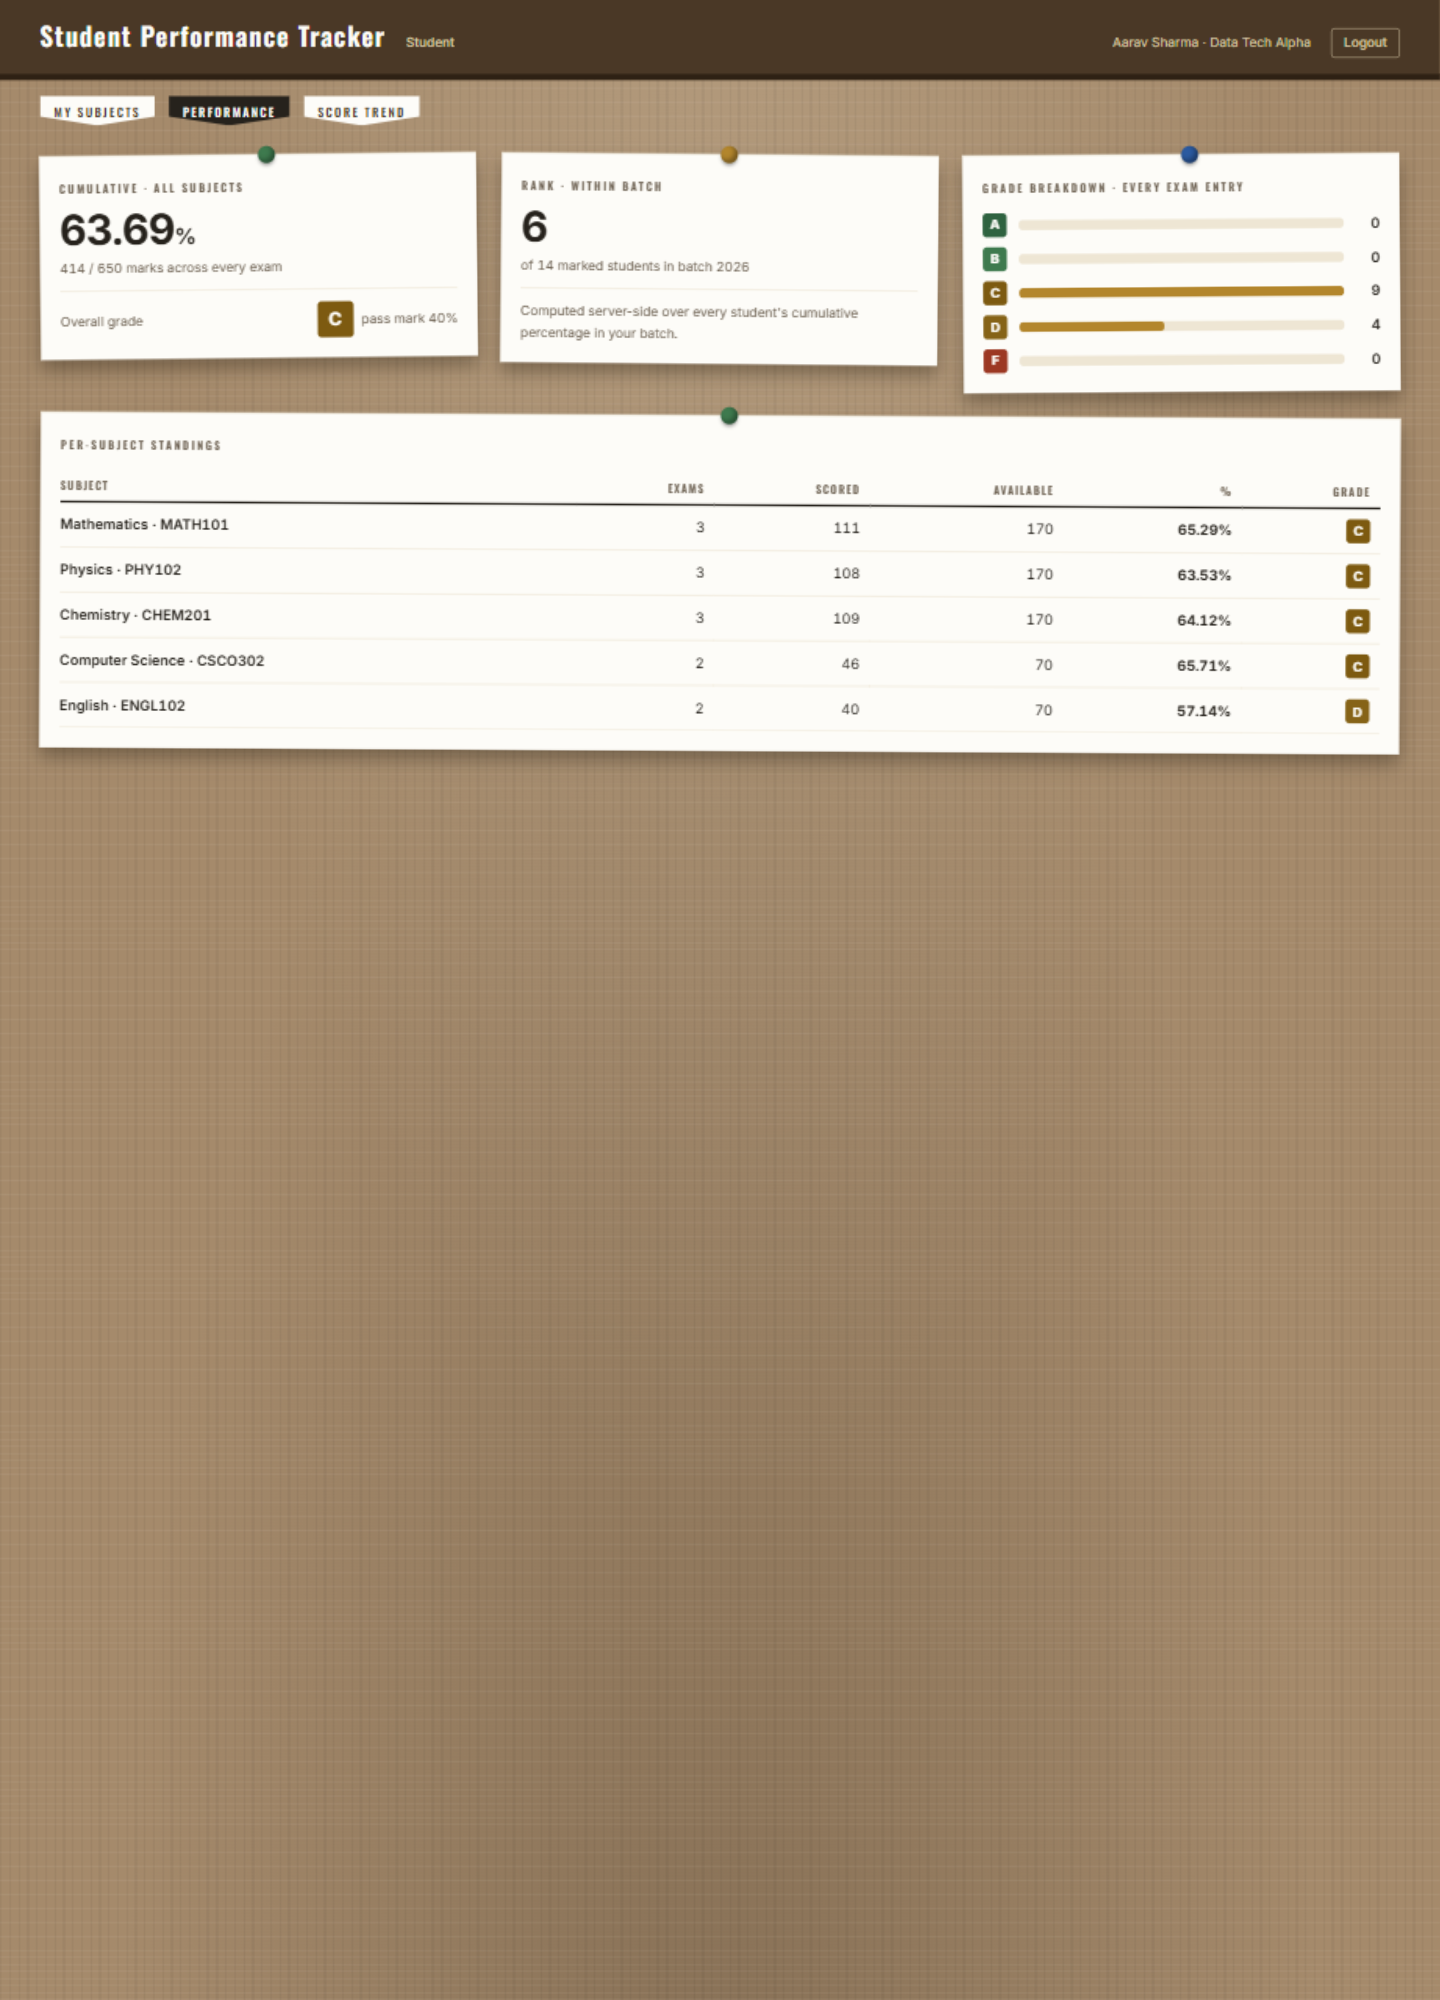 Student Performance Tracker Student
Aarav Sharma · Data Tech Alpha Logout
MY SUBJECTS PERFORMANCE SCORE TREND
CUMULATIVE · ALL SUBJECTS
63.69%
414 / 650 marks across every exam
Overall grade C pass mark 40%
RANK · WITHIN BATCH
6
of 14 marked students in batch 2026
Computed server-side over every student's cumulative
percentage in your batch.
GRADE BREAKDOWN · EVERY EXAM ENTRY
A 0
B 0
C 9
D 4
F 0
PER-SUBJECT STANDINGS
SUBJECT EXAMS SCORED AVAILABLE % GRADE
Mathematics · MATH101 3 111 170 65.29% C
Physics · PHY102 3 108 170 63.53% C
Chemistry · CHEM201 3 109 170 64.12% C
Computer Science · CSCO302 2 46 70 65.71% C
English · ENGL102 2 40 70 57.14% D